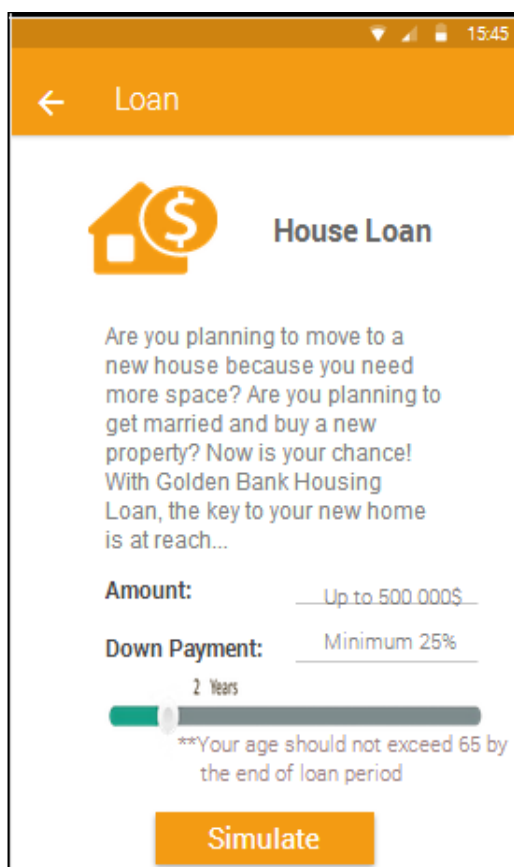 15:45
Loan
$
House Loan
Are you planning to move to a
new house because you need
more space? Are you planning to
get married and buy a new
property? Now is your chance!
With Golden Bank Housing
Loan, the key to your new home
is at reach...
Amount: Up to 500 000$
Down Payment: Minimum 25%
2 Years
**Your age should not exceed 65 by
the end of loan period
Simulate